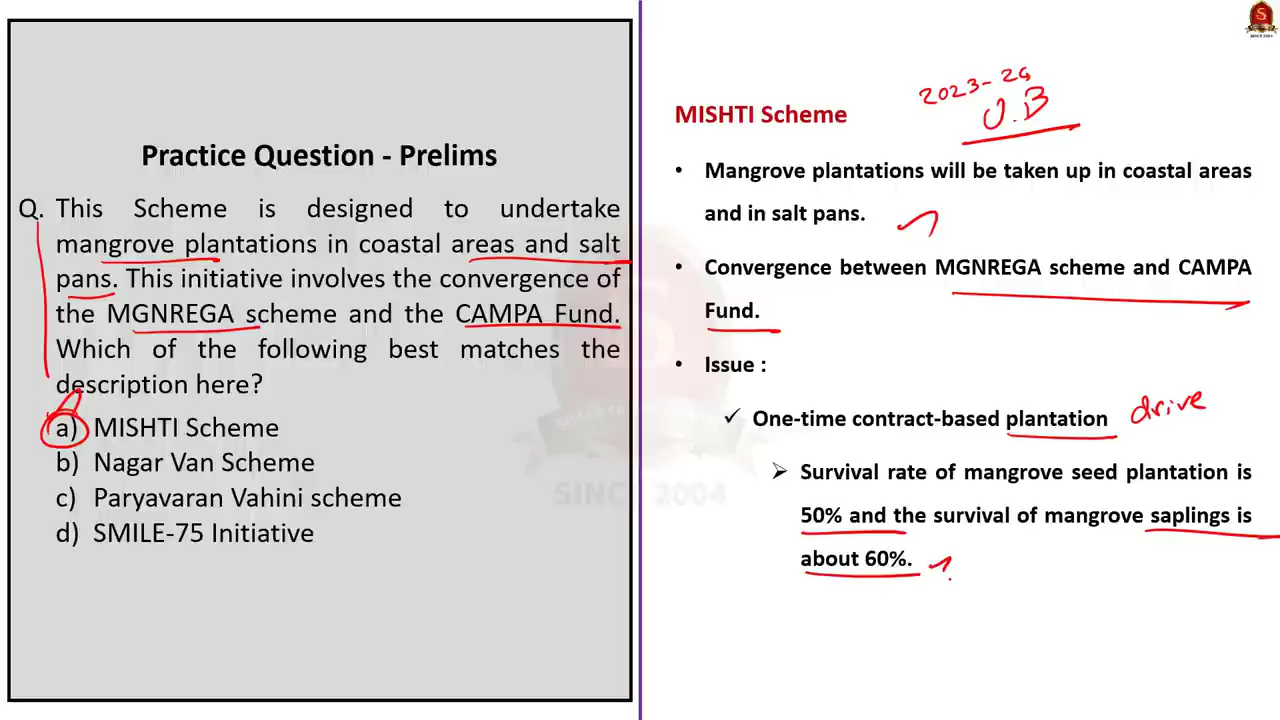 Practice Question - Prelims
Q. This Scheme is designed to undertake
mangrove plantations in coastal areas and salt
pans. This initiative involves the convergence of
the MGNREGA scheme and the CAMPA Fund.
Which of the following best matches the
description here?
a) MISHTI Scheme
b) Nagar Van Scheme
c) Paryavaran Vahini scheme
d) SMILE-75 Initiative
S
SINCE 2004
2023-24
U.B
MISHTI Scheme
• Mangrove plantations will be taken up in coastal areas
and in salt pans.
• Convergence between MGNREGA scheme and CAMPA
Fund.
• Issue :
✓ One-time contract-based plantation drive
➢ Survival rate of mangrove seed plantation is
50% and the survival of mangrove saplings is
about 60%.
SINCE 2004